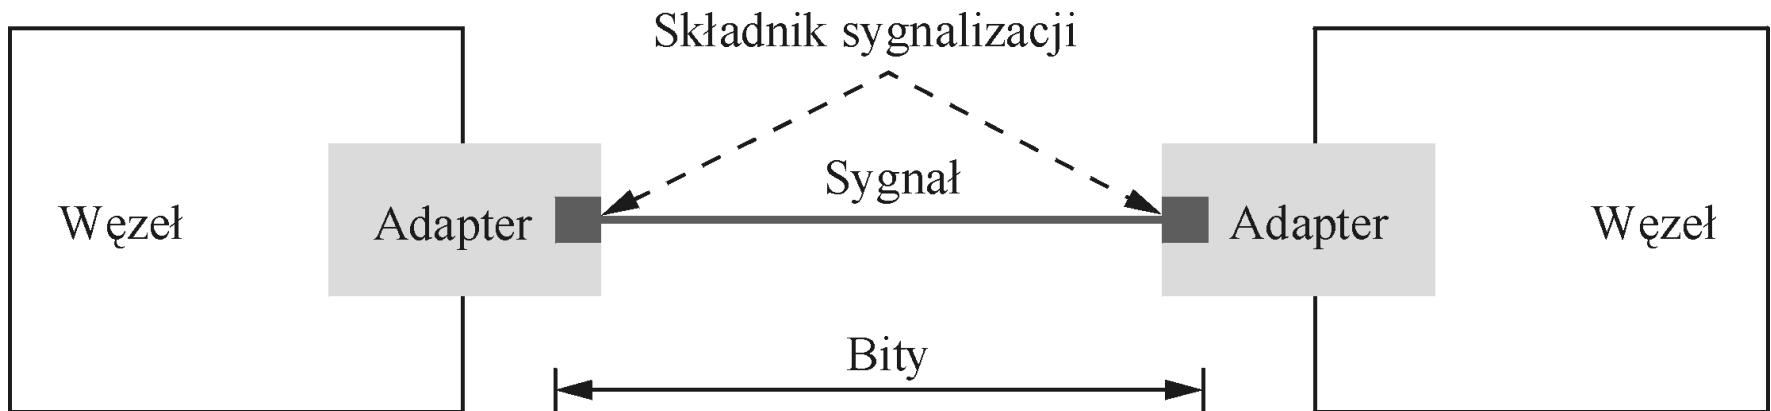 Składnik sygnalizacji
Sygnał
Węzeł
Adapter
Adapter
Węzeł
Bity